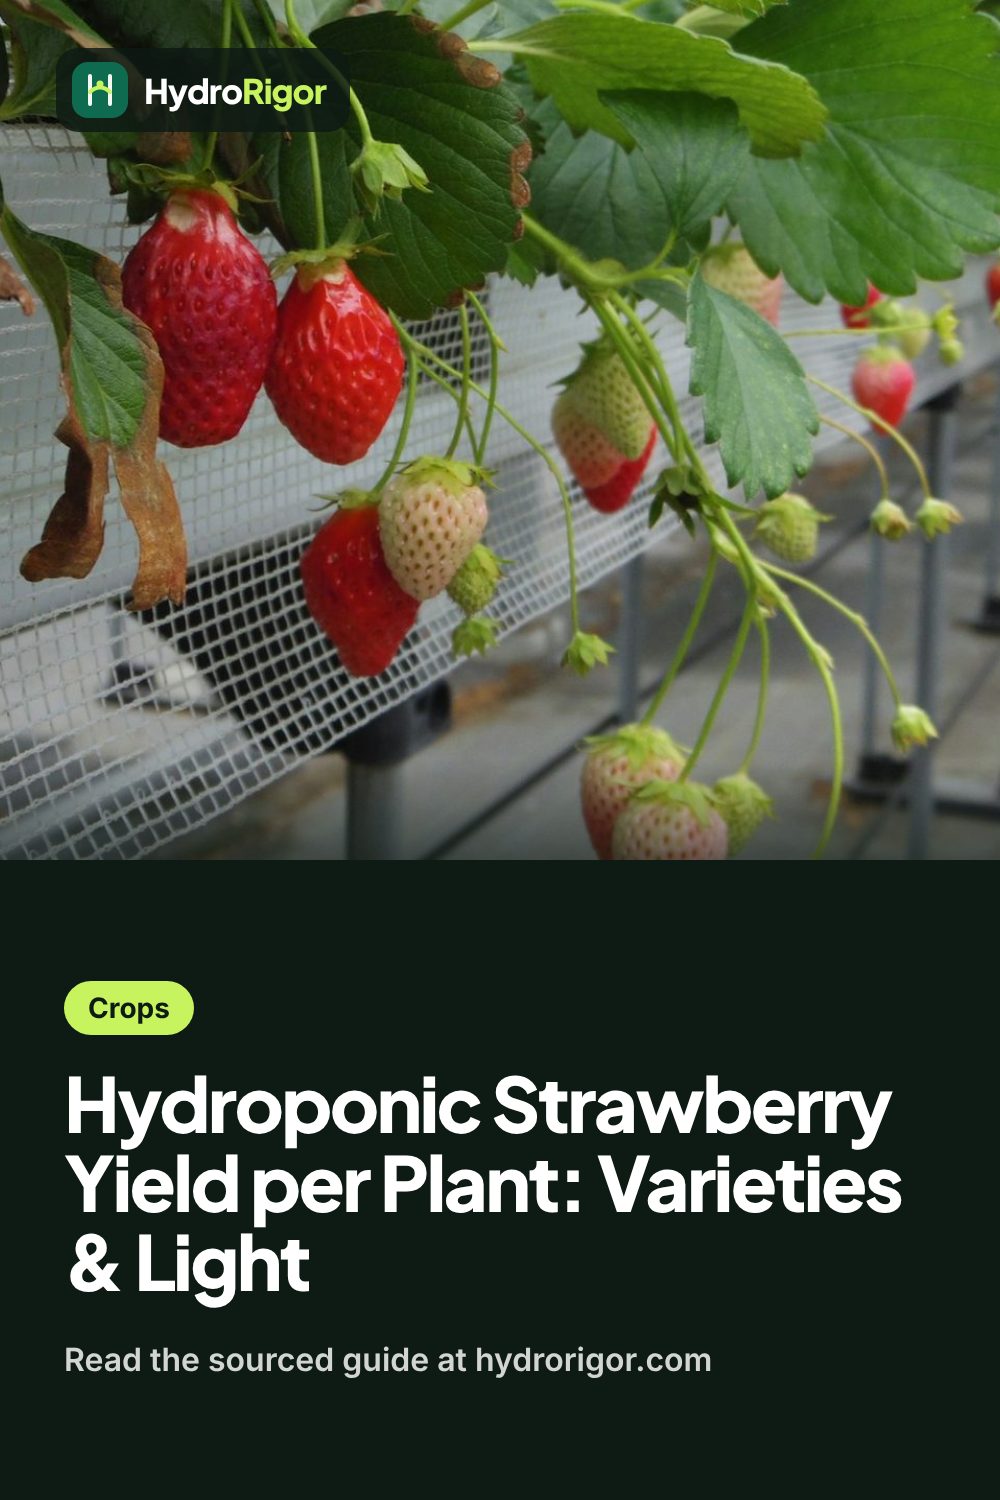 HydroRigor
Crops
Hydroponic Strawberry
Yield per Plant: Varieties
& Light
Read the sourced guide at hydrorigor.com